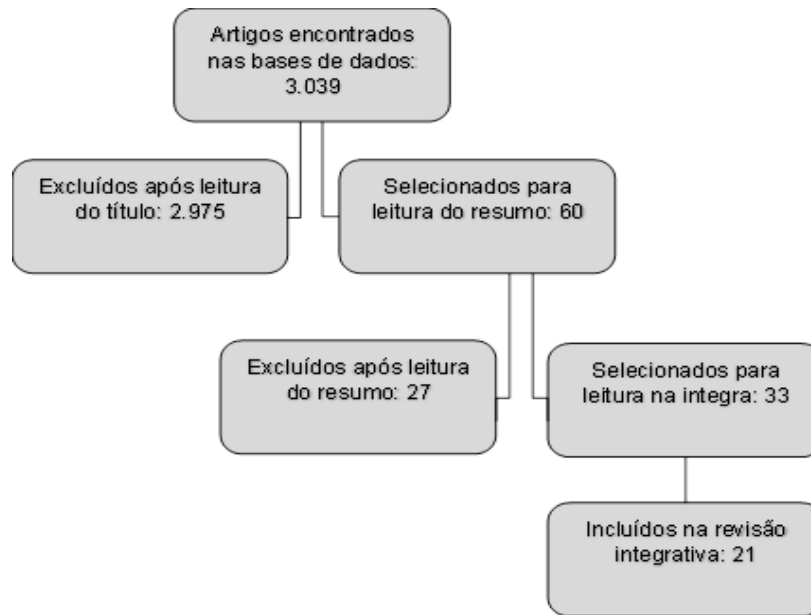 Artigos encontrados
nas bases de dados:
3.039
Excluídos após leitura
do título: 2.975
Selecionados para
leitura do resumo: 60
Excluídos após leitura
do resumo: 27
Selecionados para
leitura na integra: 33
Incluídos na revisão
integrativa: 21